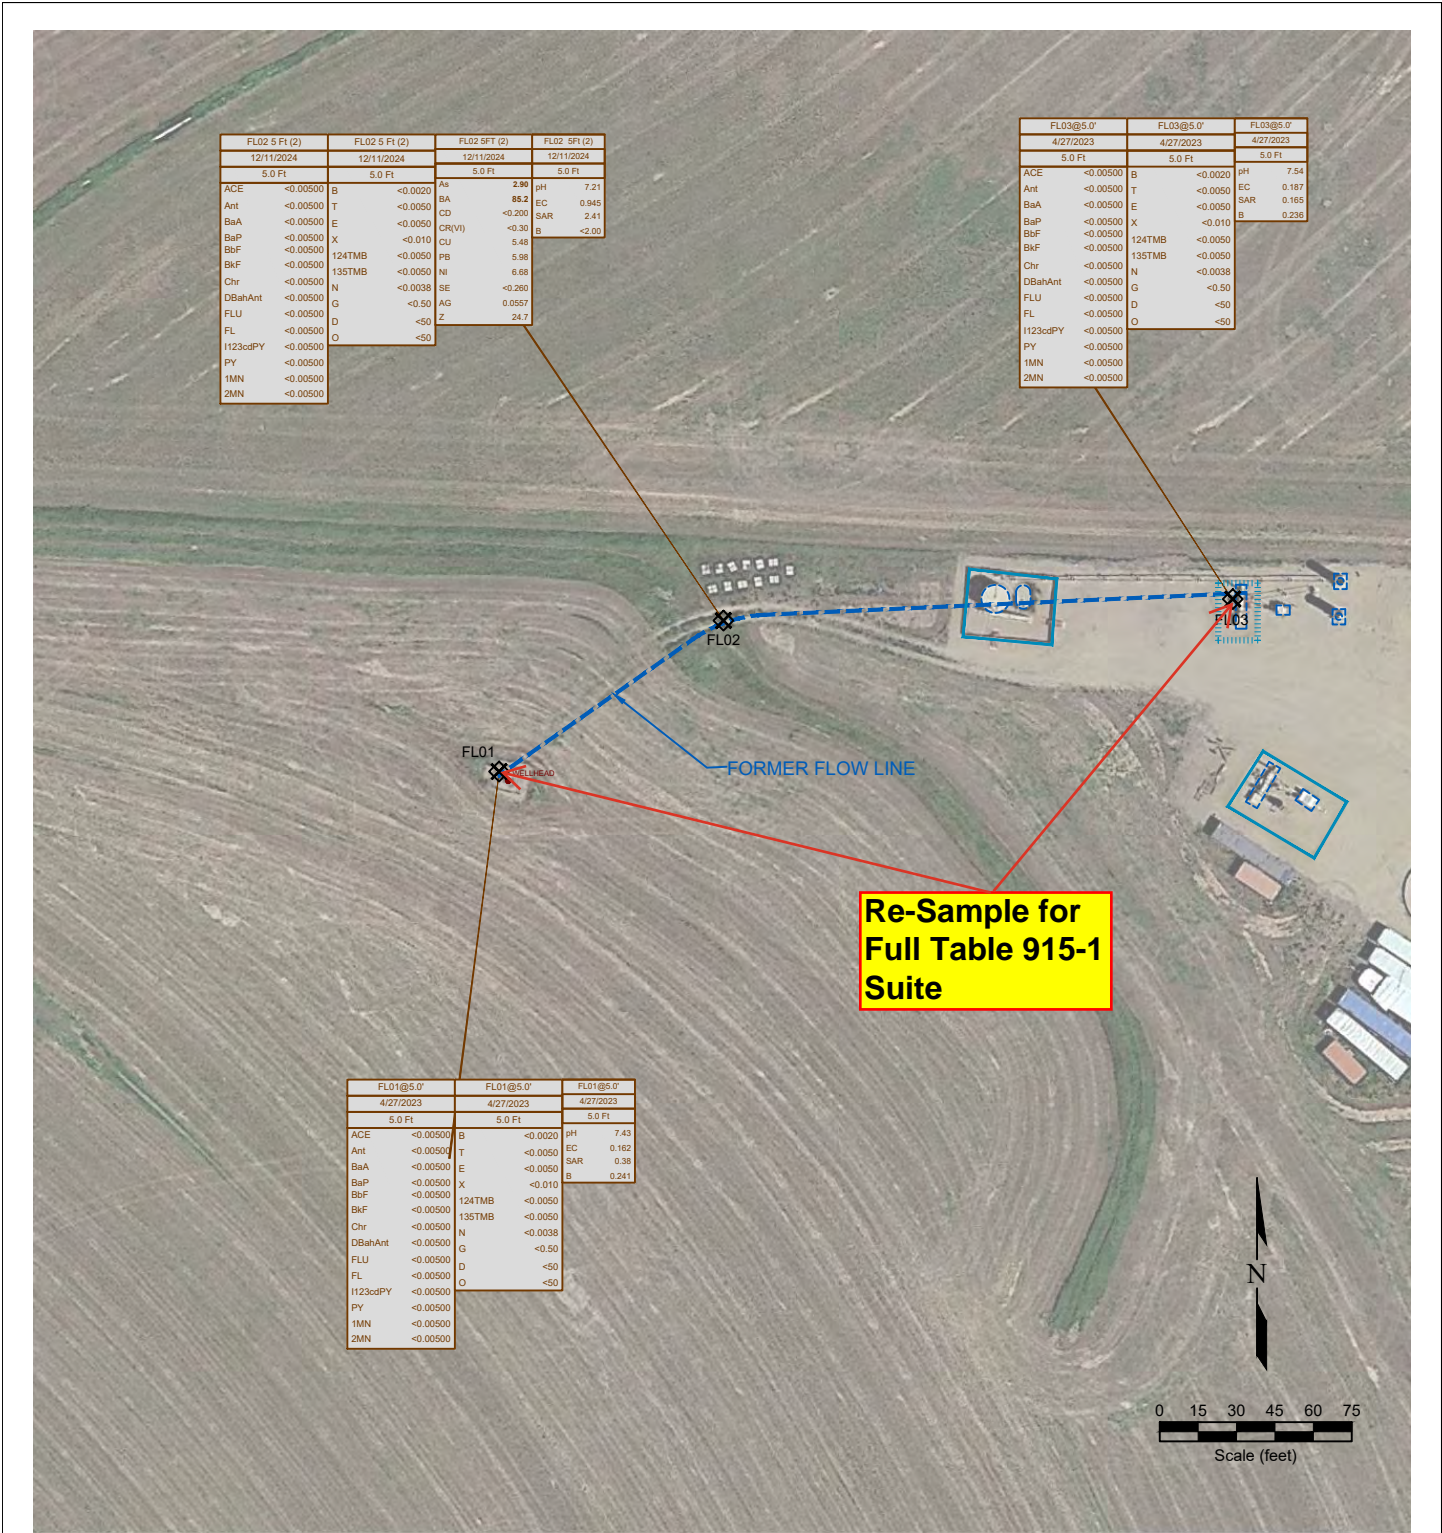 FL02 5 Ft (2) FL02 5 Ft (2) FL02 5FT (2) FL02 5Ft (2)
12/11/2024 12/11/2024 12/11/2024 12/11/2024
5.0 Ft 5.0 Ft 5.0 Ft 5.0 Ft
ACE <0.00500 B <0.0020 As 2.90 pH 7.21
Ant <0.00500 T <0.0050 BA 85.2 EC 0.945
BaA <0.00500 E <0.0050 CD <0.200 SAR 2.41
BaP <0.00500 X <0.010 CR(VI) <0.30 B <2.00
BbF <0.00500 124TMB <0.0050 CU 5.48
BkF <0.00500 135TMB <0.0050 PB 5.98
Chr <0.00500 N <0.0038 NI 6.68
DBahAnt <0.00500 G <0.50 SE <0.260
FLU <0.00500 D <50 AG 0.0557
FL <0.00500 O <50 Z 24.7
I123cdPY <0.00500
PY <0.00500
1MN <0.00500
2MN <0.00500
FL03@5.0' FL03@5.0' FL03@5.0'
4/27/2023 4/27/2023 4/27/2023
5.0 Ft 5.0 Ft 5.0 Ft
ACE <0.00500 B <0.0020 pH 7.54
Ant <0.00500 T <0.0050 EC 0.187
BaA <0.00500 E <0.0050 SAR 0.165
BaP <0.00500 X <0.010 B 0.236
BbF <0.00500 124TMB <0.0050
BkF <0.00500 135TMB <0.0050
Chr <0.00500 N <0.0038
DBahAnt <0.00500 G <0.50
FLU <0.00500 D <50
FL <0.00500 O <50
I123cdPY <0.00500
PY <0.00500
1MN <0.00500
2MN <0.00500
FL02
FL03
FL01
WELLHEAD
FORMER FLOW LINE
Re-Sample for
Full Table 915-1
Suite
FL01@5.0' FL01@5.0' FL01@5.0'
4/27/2023 4/27/2023 4/27/2023
5.0 Ft 5.0 Ft 5.0 Ft
ACE <0.00500 B <0.0020 pH 7.43
Ant <0.00500 T <0.0050 EC 0.162
BaA <0.00500 E <0.0050 SAR 0.38
BaP <0.00500 X <0.010 B 0.241
BbF <0.00500 124TMB <0.0050
BkF <0.00500 135TMB <0.0050
Chr <0.00500 N <0.0038
DBahAnt <0.00500 G <0.50
FLU <0.00500 D <50
FL <0.00500 O <50
I123cdPY <0.00500
PY <0.00500
1MN <0.00500
2MN <0.00500
N
0 15 30 45 60 75
Scale (feet)